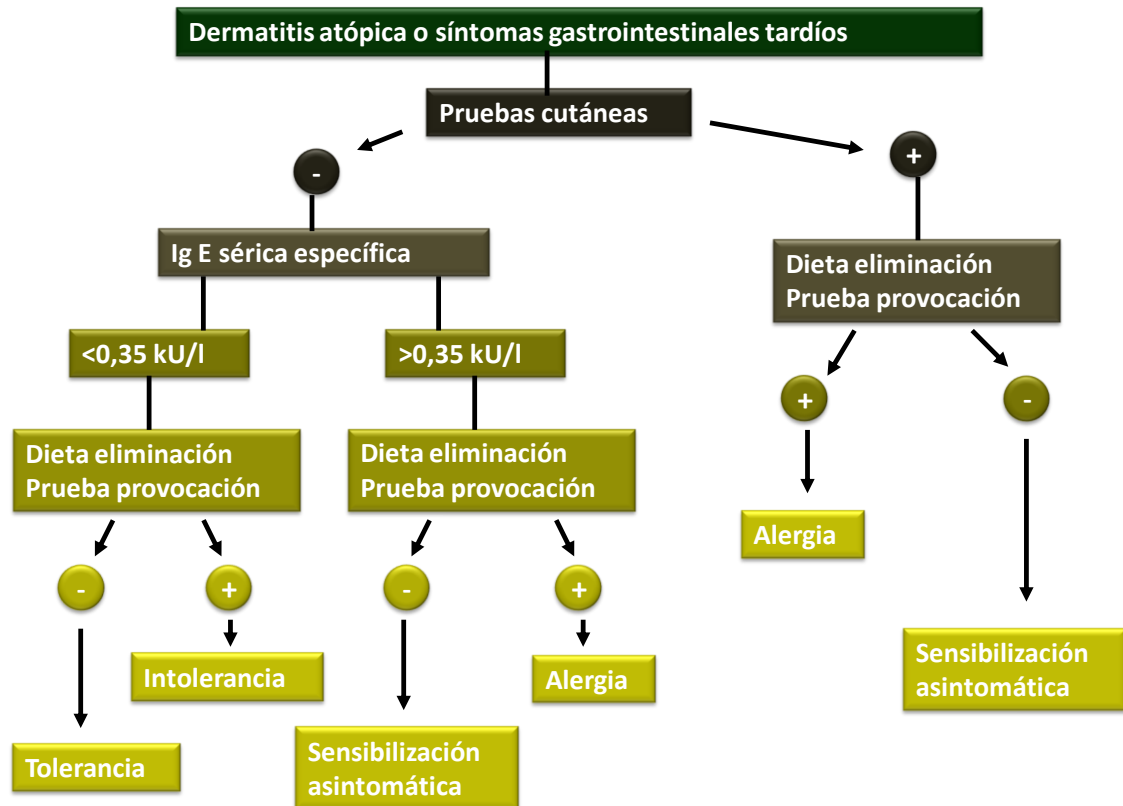 Dermatitis atópica o síntomas gastrointestinales tardíos
Pruebas cutáneas
-
+
Ig E sérica específica
Dieta eliminación
Prueba provocación
<0,35 kU/l
>0,35 kU/l
+
-
Dieta eliminación
Prueba provocación
Dieta eliminación
Prueba provocación
Alergia
-
+
-
+
Sensibilización
asintomática
Intolerancia
Alergia
Tolerancia
Sensibilización
asintomática